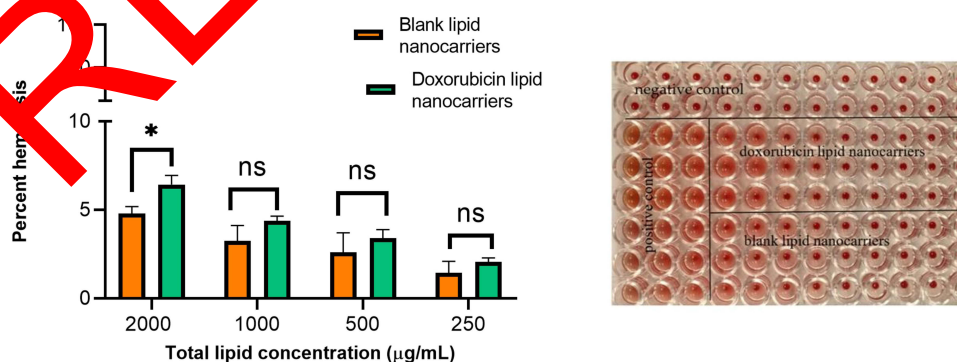 Blank lipid
nanocarriers
Doxorubicin lipid
nanocarriers
Percent
10
5
0
*
ns
ns
ns
2000
1000
500
250
Total lipid concentration (μg/mL)
negative control
positive control
doxorubicin lipid nanocarriers
blank lipid nanocarriers